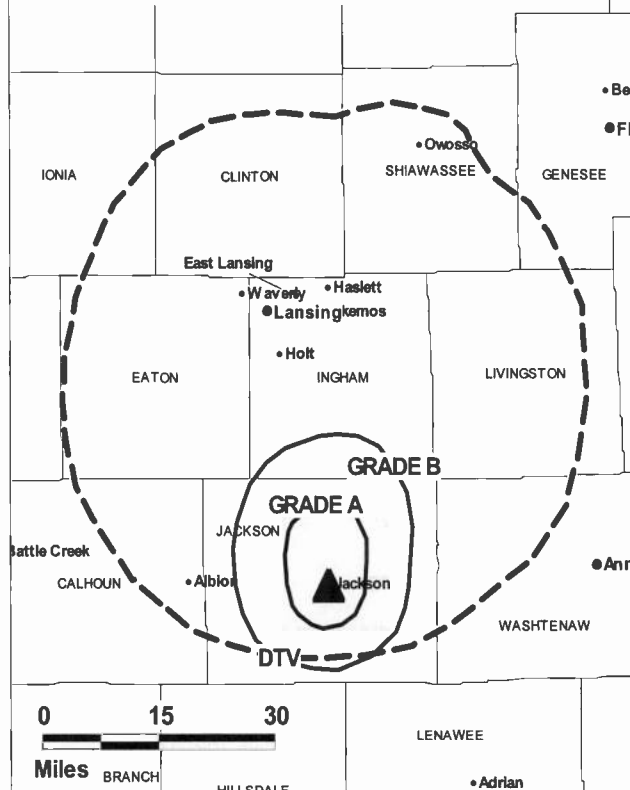 Be
Fl
Owosso
IONIA
CLINTON
SHIAWASSEE
GENESEE
East Lansing
Waverly
Haslett
Lansing
kemos
Holt
EATON
INGHAM
LIVINGSTON
GRADE B
GRADE A
JACKSON
Battle Creek
CALHOUN
Albion
Jackson
Ann
WASHTENAW
DTV
0 15 30
Miles
BRANCH
LENAWEE
HILLSDALE
Adrian